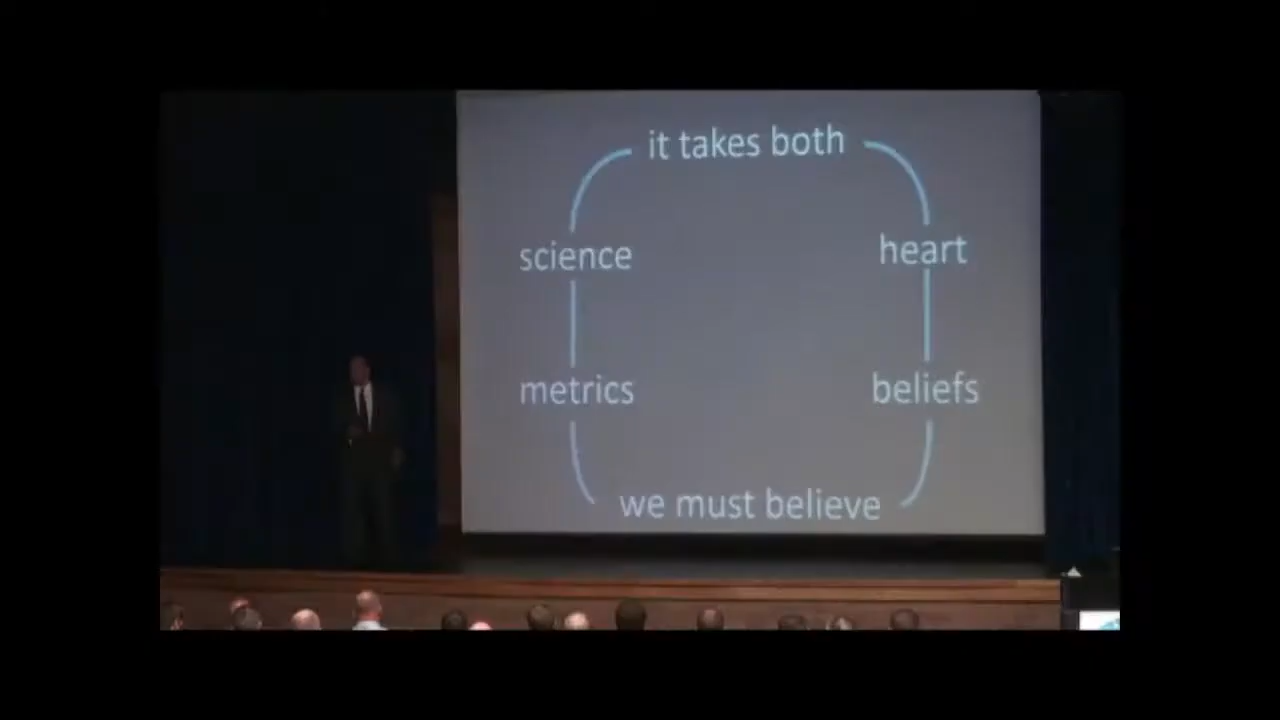 it takes both
science
heart
metrics
beliefs
we must believe